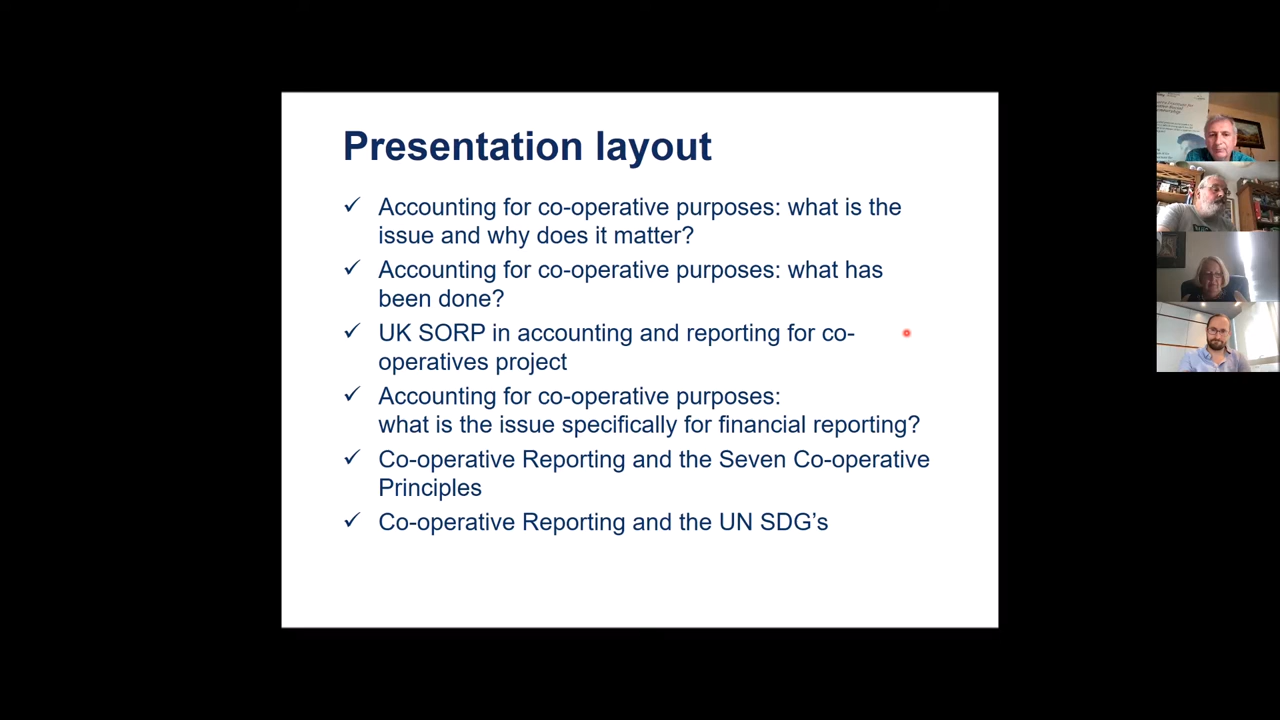 Presentation layout
✓ Accounting for co-operative purposes: what is the
issue and why does it matter?
✓ Accounting for co-operative purposes: what has
been done?
✓ UK SORP in accounting and reporting for co-
operatives project
✓ Accounting for co-operative purposes:
what is the issue specifically for financial reporting?
✓ Co-operative Reporting and the Seven Co-operative
Principles
✓ Co-operative Reporting and the UN SDG’s